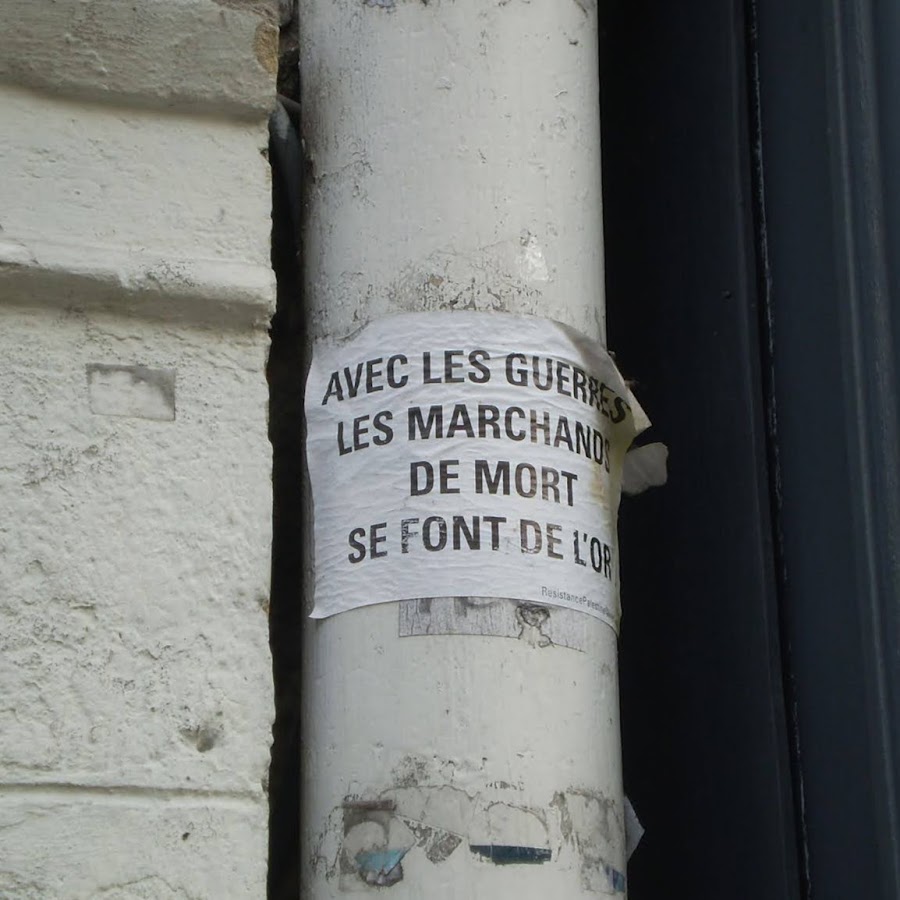 AVEC LES GUERRES
LES MARCHANDS
DE MORT
SE FONT DE L'OR